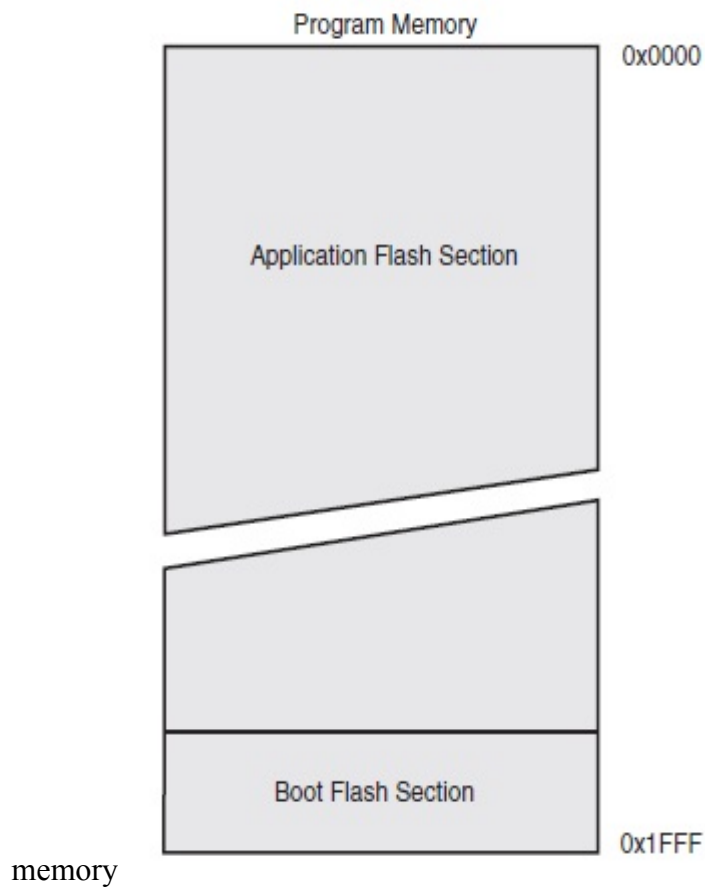 Program Memory
0x0000
Application Flash Section
Boot Flash Section
0x1FFF
memory